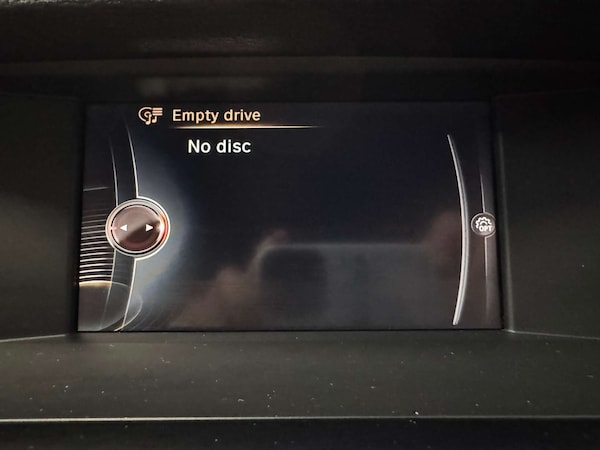 Empty drive
No disc
OPT